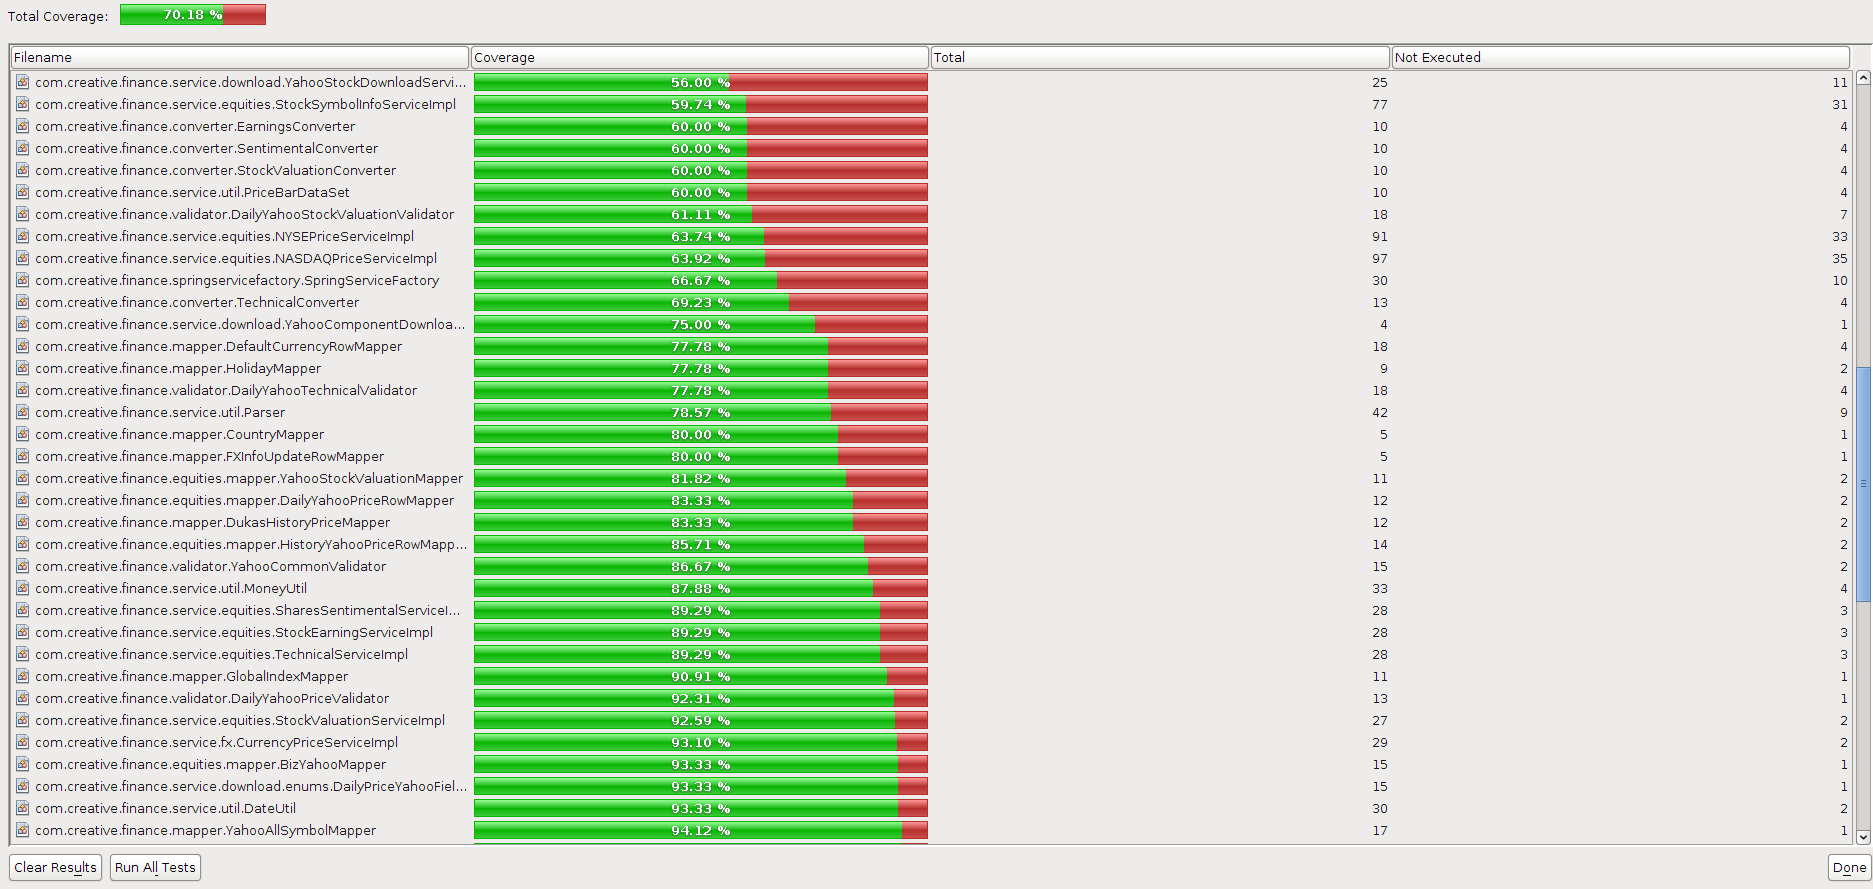 Total Coverage: 70.18 %
Filename Coverage Total Not Executed
com.creative.finance.service.download.YahooStockDownloadServi... 56.00 % 25 11
com.creative.finance.service.equities.StockSymbolInfoServiceImpl 59.74 % 77 31
com.creative.finance.converter.EarningsConverter 60.00 % 10 4
com.creative.finance.converter.SentimentalConverter 60.00 % 10 4
com.creative.finance.converter.StockValuationConverter 60.00 % 10 4
com.creative.finance.service.util.PriceBarDataSet 60.00 % 10 4
com.creative.finance.validator.DailyYahooStockValuationValidator 61.11 % 18 7
com.creative.finance.service.equities.NYSEPriceServiceImpl 63.74 % 91 33
com.creative.finance.service.equities.NASDAQPriceServiceImpl 63.92 % 97 35
com.creative.finance.springservicefactory.SpringServiceFactory 66.67 % 30 10
com.creative.finance.converter.TechnicalConverter 69.23 % 13 4
com.creative.finance.service.download.YahooComponentDownloa... 75.00 % 4 1
com.creative.finance.mapper.DefaultCurrencyRowMapper 77.78 % 18 4
com.creative.finance.mapper.HolidayMapper 77.78 % 9 2
com.creative.finance.validator.DailyYahooTechnicalValidator 77.78 % 18 4
com.creative.finance.service.util.Parser 78.57 % 42 9
com.creative.finance.mapper.CountryMapper 80.00 % 5 1
com.creative.finance.mapper.FXInfoUpdateRowMapper 80.00 % 5 1
com.creative.finance.equities.mapper.YahooStockValuationMapper 81.82 % 11 2
com.creative.finance.equities.mapper.DailyYahooPriceRowMapper 83.33 % 12 2
com.creative.finance.mapper.DukasHistoryPriceMapper 83.33 % 12 2
com.creative.finance.equities.mapper.HistoryYahooPriceRowMapp... 85.71 % 14 2
com.creative.finance.validator.YahooCommonValidator 86.67 % 15 2
com.creative.finance.service.util.MoneyUtil 87.88 % 33 4
com.creative.finance.service.equities.SharesSentimentalServiceI... 89.29 % 28 3
com.creative.finance.service.equities.StockEarningServiceImpl 89.29 % 28 3
com.creative.finance.service.equities.TechnicalServiceImpl 89.29 % 28 3
com.creative.finance.mapper.GlobalIndexMapper 90.91 % 11 1
com.creative.finance.validator.DailyYahooPriceValidator 92.31 % 13 1
com.creative.finance.service.equities.StockValuationServiceImpl 92.59 % 27 2
com.creative.finance.service.fx.CurrencyPriceServiceImpl 93.10 % 29 2
com.creative.finance.equities.mapper.BizYahooMapper 93.33 % 15 1
com.creative.finance.service.download.enums.DailyPriceYahooFiel... 93.33 % 15 1
com.creative.finance.service.util.DateUtil 93.33 % 30 2
com.creative.finance.mapper.YahooAllSymbolMapper 94.12 % 17 1
Clear Results Run All Tests Done